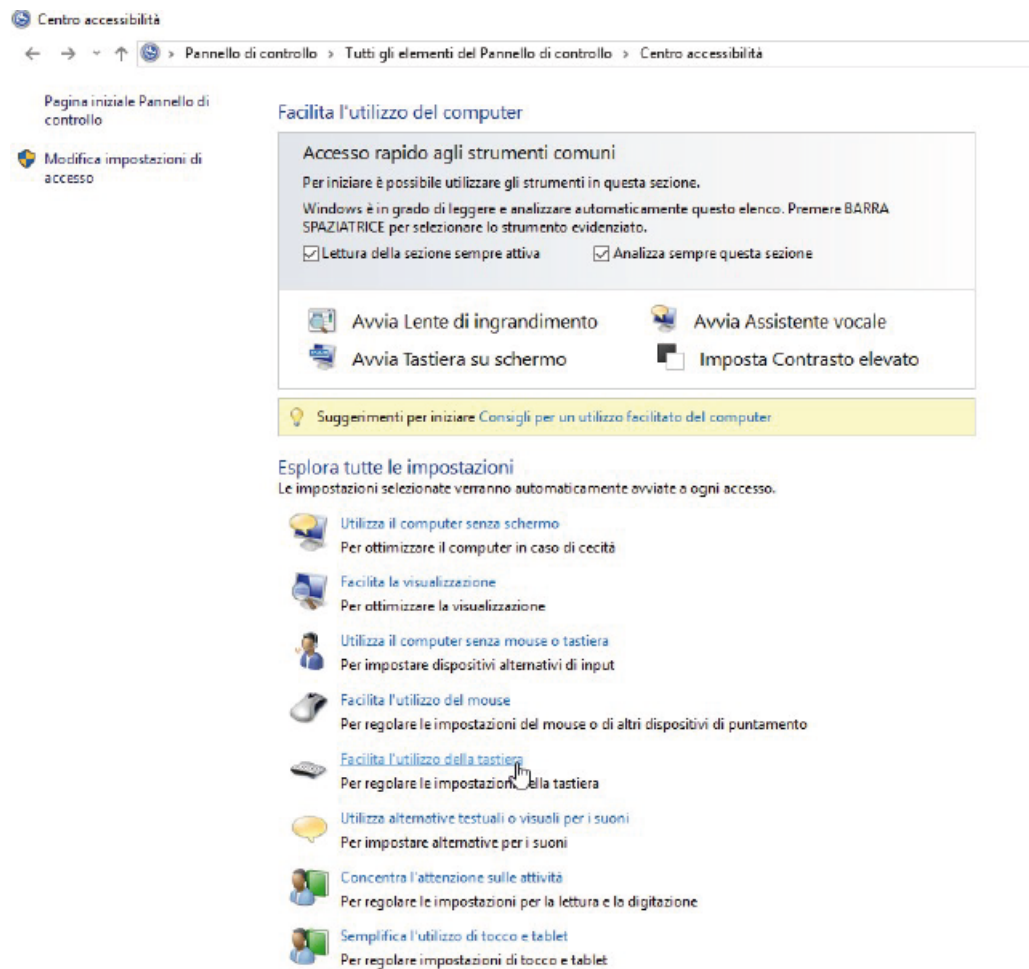 Centro accessibilità
Pannello di controllo > Tutti gli elementi del Pannello di controllo > Centro accessibilità
Pagina iniziale Pannello di
controllo
Modifica impostazioni di
accesso
Facilita l'utilizzo del computer
Accesso rapido agli strumenti comuni
Per iniziare è possibile utilizzare gli strumenti in questa sezione.
Windows è in grado di leggere e analizzare automaticamente questo elenco. Premere BARRA
SPAZIATRICE per selezionare lo strumento evidenziato.
Lettura della sezione sempre attiva
Analizza sempre questa sezione
Avvia Lente di ingrandimento
Avvia Assistente vocale
Avvia Tastiera su schermo
Imposta Contrasto elevato
Suggerimenti per iniziare Consigli per un utilizzo facilitato del computer
Esplora tutte le impostazioni
Le impostazioni selezionate verranno automaticamente avviate a ogni accesso.
Utilizza il computer senza schermo
Per ottimizzare il computer in caso di cecità
Facilita la visualizzazione
Per ottimizzare la visualizzazione
Utilizza il computer senza mouse o tastiera
Per impostare dispositivi alternativi di input
Facilita l'utilizzo del mouse
Per regolare le impostazioni del mouse o di altri dispositivi di puntamento
Facilita l'utilizzo della tastiera
Per regolare le impostazioni della tastiera
Utilizza alternative testuali o visuali per i suoni
Per impostare alternative per i suoni
Concentra l'attenzione sulle attività
Per regolare le impostazioni per la lettura e la digitazione
Semplifica l'utilizzo di tocco e tablet
Per regolare impostazioni di tocco e tablet